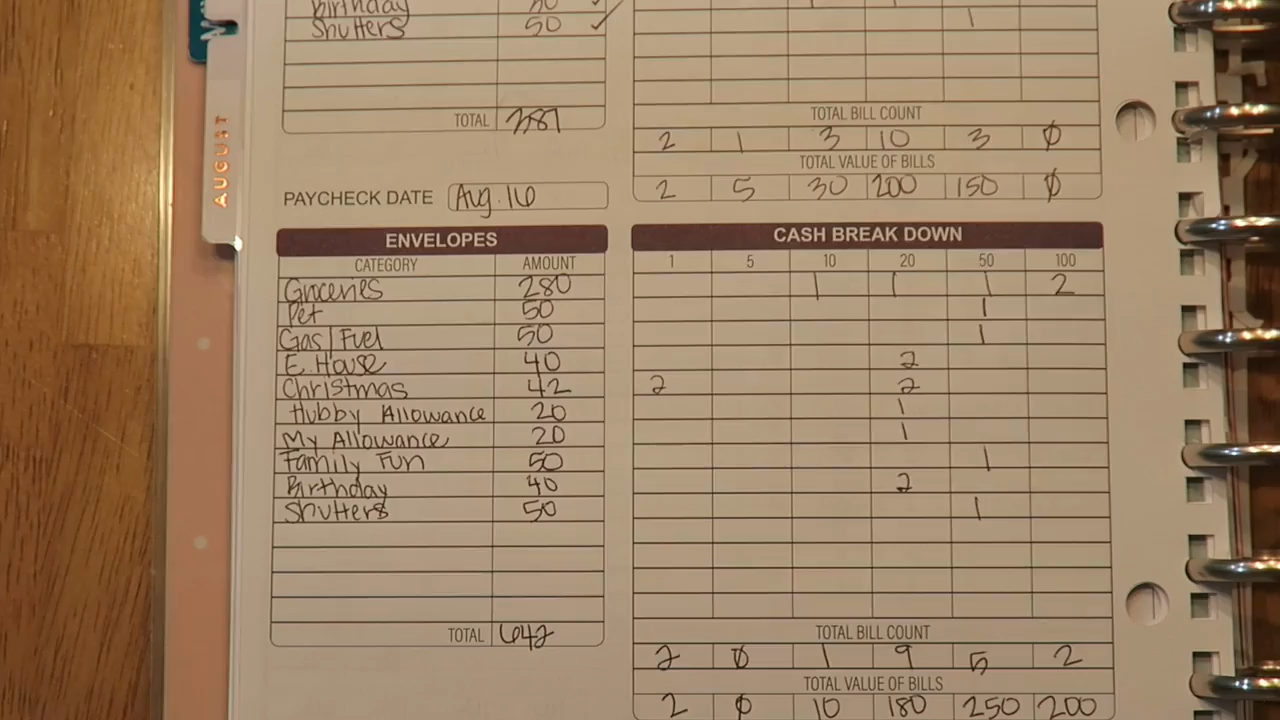 Birthday
Shutters 50 ✓ 1
TOTAL 387
TOTAL BILL COUNT
2 1 3 10 3 Ø
TOTAL VALUE OF BILLS
2 5 30 200 150 Ø
AUGUST
PAYCHECK DATE Aug. 16
ENVELOPES CASH BREAK DOWN
CATEGORY AMOUNT 1 5 10 20 50 100
Groceries 280 1 1 1 2
Pet 50 1
Gas/Fuel 50 1
E. House 40 2
Christmas 42 2 2
Hubby Allowance 20 1
My Allowance 20 1
Family Fun 50 1
Birthday 40 2
Shutters 50 1
TOTAL 642
TOTAL BILL COUNT
2 Ø 1 9 5 2
TOTAL VALUE OF BILLS
2 Ø 10 180 250 200